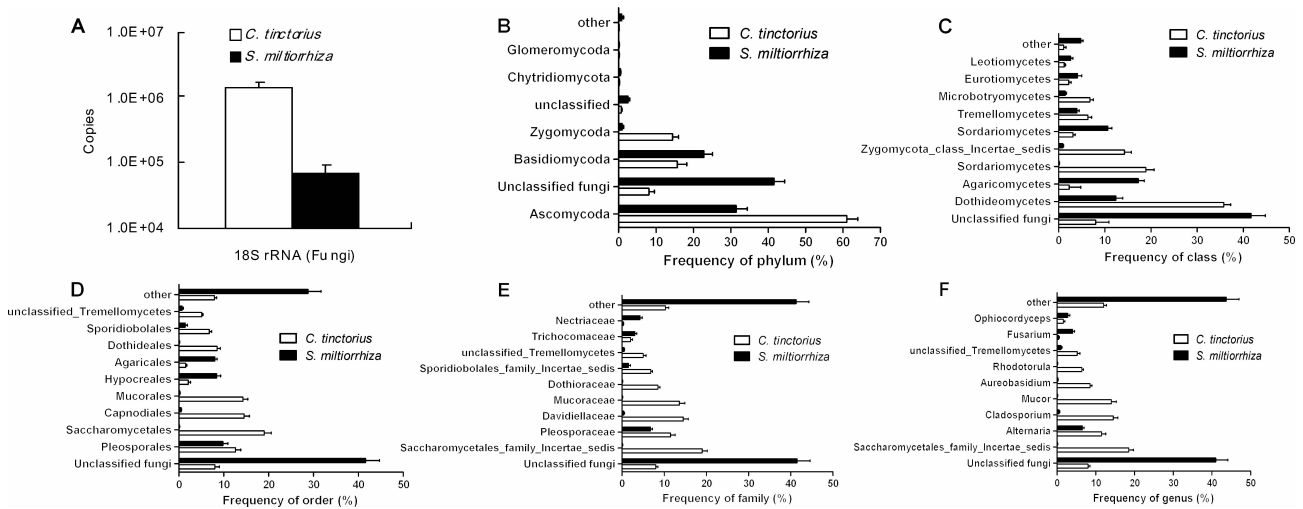 A
1.0E+07
1.0E+06
1.0E+05
1.0E+04
Copies
C. tinctorius
S. miltiorrhiza
18S rRNA (Fungi)
B
other
Glomeromycoda
Chytridiomycota
unclassified
Zygomycoda
Basidiomycoda
Unclassified fungi
Ascomycoda
C. tinctorius
S. miltiorrhiza
0 10 20 30 40 50 60 70
Frequency of phylum (%)
C
other
Leotiomycetes
Eurotiomycetes
Microbotryomycetes
Tremellomycetes
Sordariomycetes
Zygomycota_class_Incertae_sedis
Sordariomycetes
Agaricomycetes
Dothideomycetes
Unclassified fungi
C. tinctorius
S. miltiorrhiza
0 10 20 30 40 50
Frequency of class (%)
D
other
unclassified_Tremellomycetes
Sporidiobolales
Dothideales
Agaricales
Hypocreales
Mucorales
Capnodiales
Saccharomycetales
Pleosporales
Unclassified fungi
C. tinctorius
S. miltiorrhiza
0 10 20 30 40 50
Frequency of order (%)
E
other
Nectriaceae
Trichocomaceae
unclassified_Tremellomycetes
Sporidiobolales_family_Incertae_sedis
Dothioraceae
Mucoraceae
Davidiellaceae
Pleosporaceae
Saccharomycetales_family_Incertae_sedis
Unclassified fungi
C. tinctorius
S. miltiorrhiza
0 10 20 30 40 50
Frequency of family (%)
F
other
Ophiocordyceps
Fusarium
unclassified_Tremellomycetes
Rhodotorula
Aureobasidium
Mucor
Cladosporium
Alternaria
Saccharomycetales_family_Incertae_sedis
Unclassified fungi
C. tinctorius
S. miltiorrhiza
0 10 20 30 40 50
Frequency of genus (%)